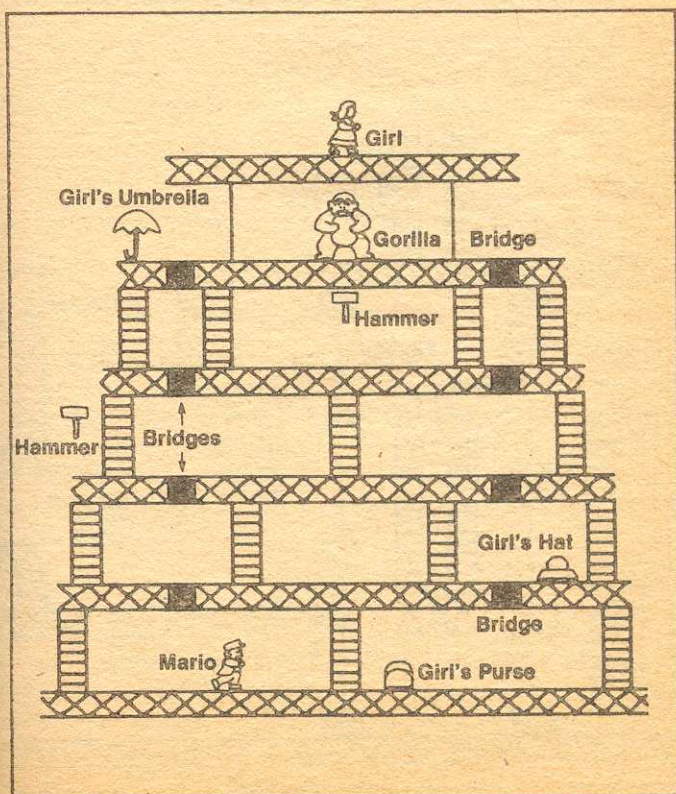 Girl
Girl's Umbrella
Gorilla
Bridge
Hammer
Hammer
Bridges
Girl's Hat
Bridge
Mario
Girl's Purse